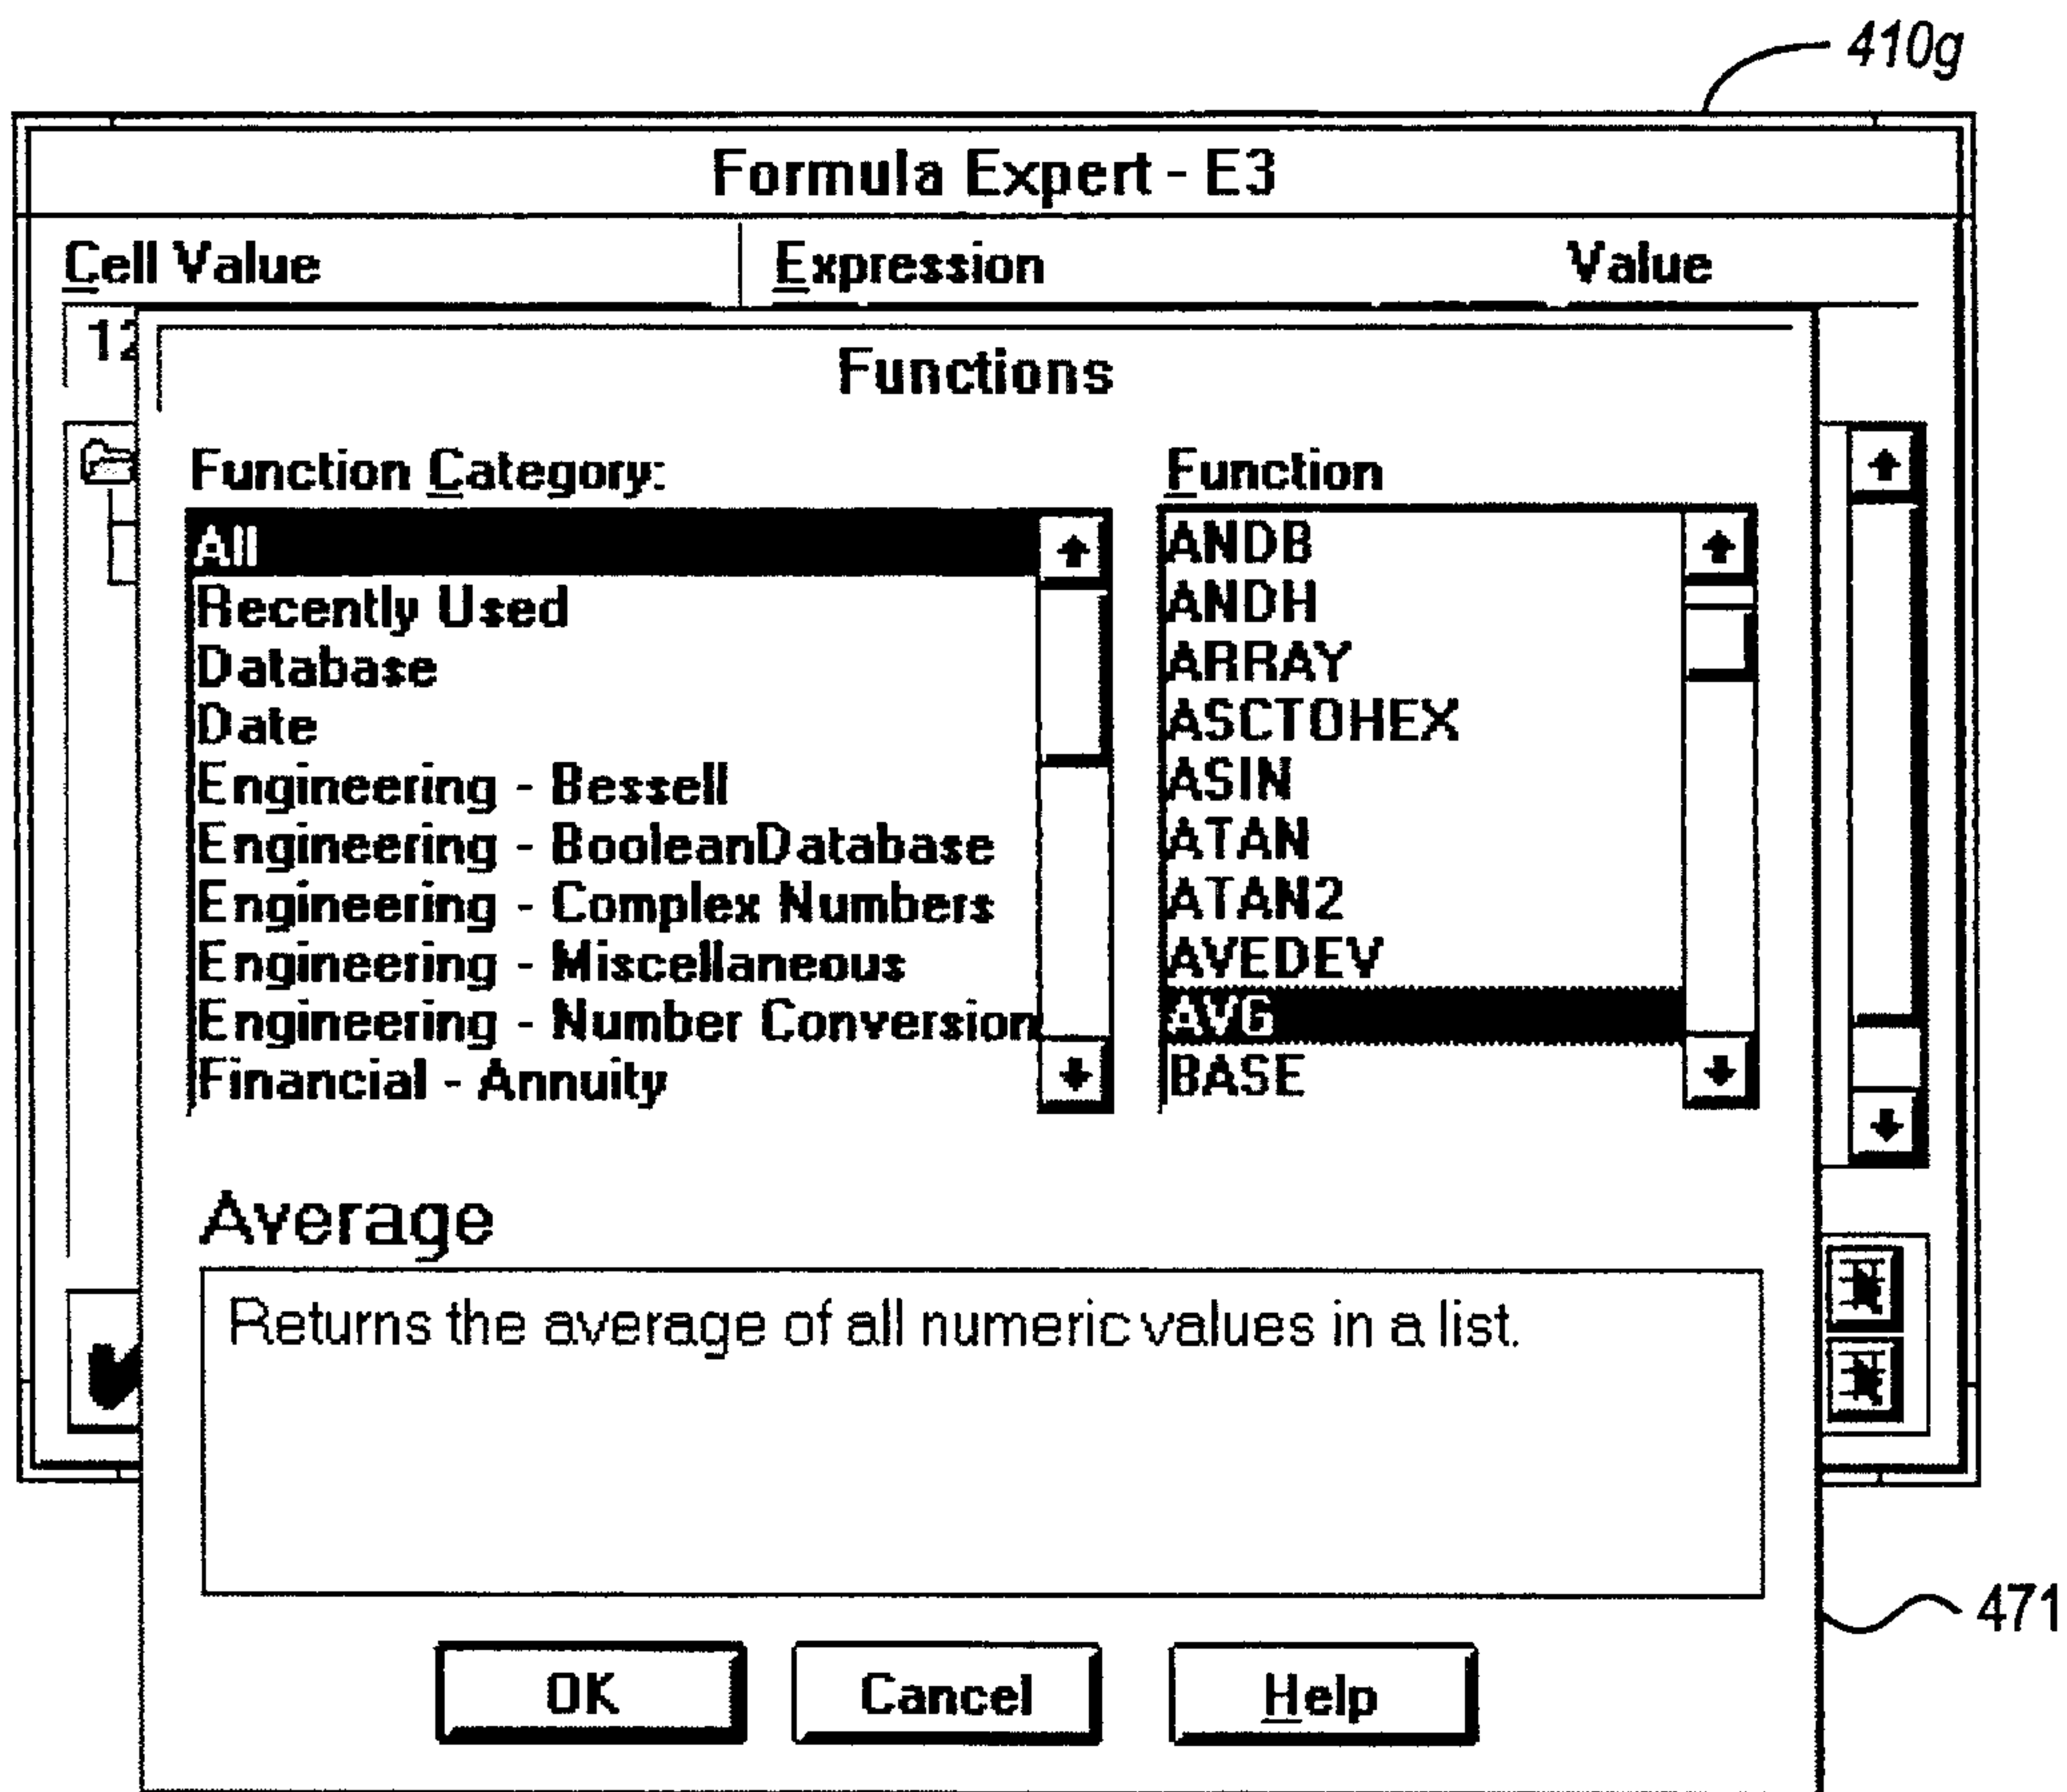 410g
Formula Expert - E3
Cell Value Expression Value
12
Functions
Function Category:
All
Recently Used
Database
Date
Engineering - Bessell
Engineering - BooleanDatabase
Engineering - Complex Numbers
Engineering - Miscellaneous
Engineering - Number Conversion
Financial - Annuity
Function
ANDB
ANDH
ARRAY
ASCTOHEX
ASIN
ATAN
ATAN2
AVEDEV
AVG
BASE
Average
Returns the average of all numeric values in a list.
471
OK Cancel Help